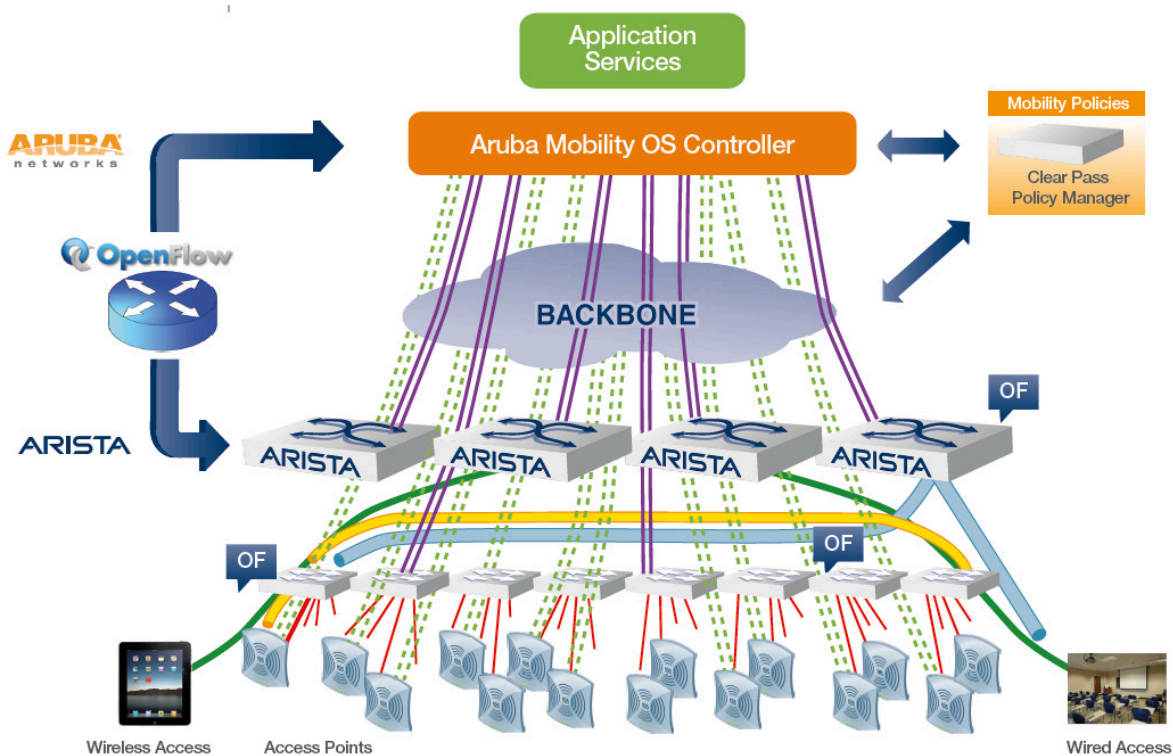 Application
Services
ARUBA
networks
Aruba Mobility OS Controller
Mobility Policies
Clear Pass
Policy Manager
OpenFlow
BACKBONE
ARISTA
OF
ARISTA
ARISTA
ARISTA
ARISTA
OF
OF
Wireless Access
Access Points
Wired Access